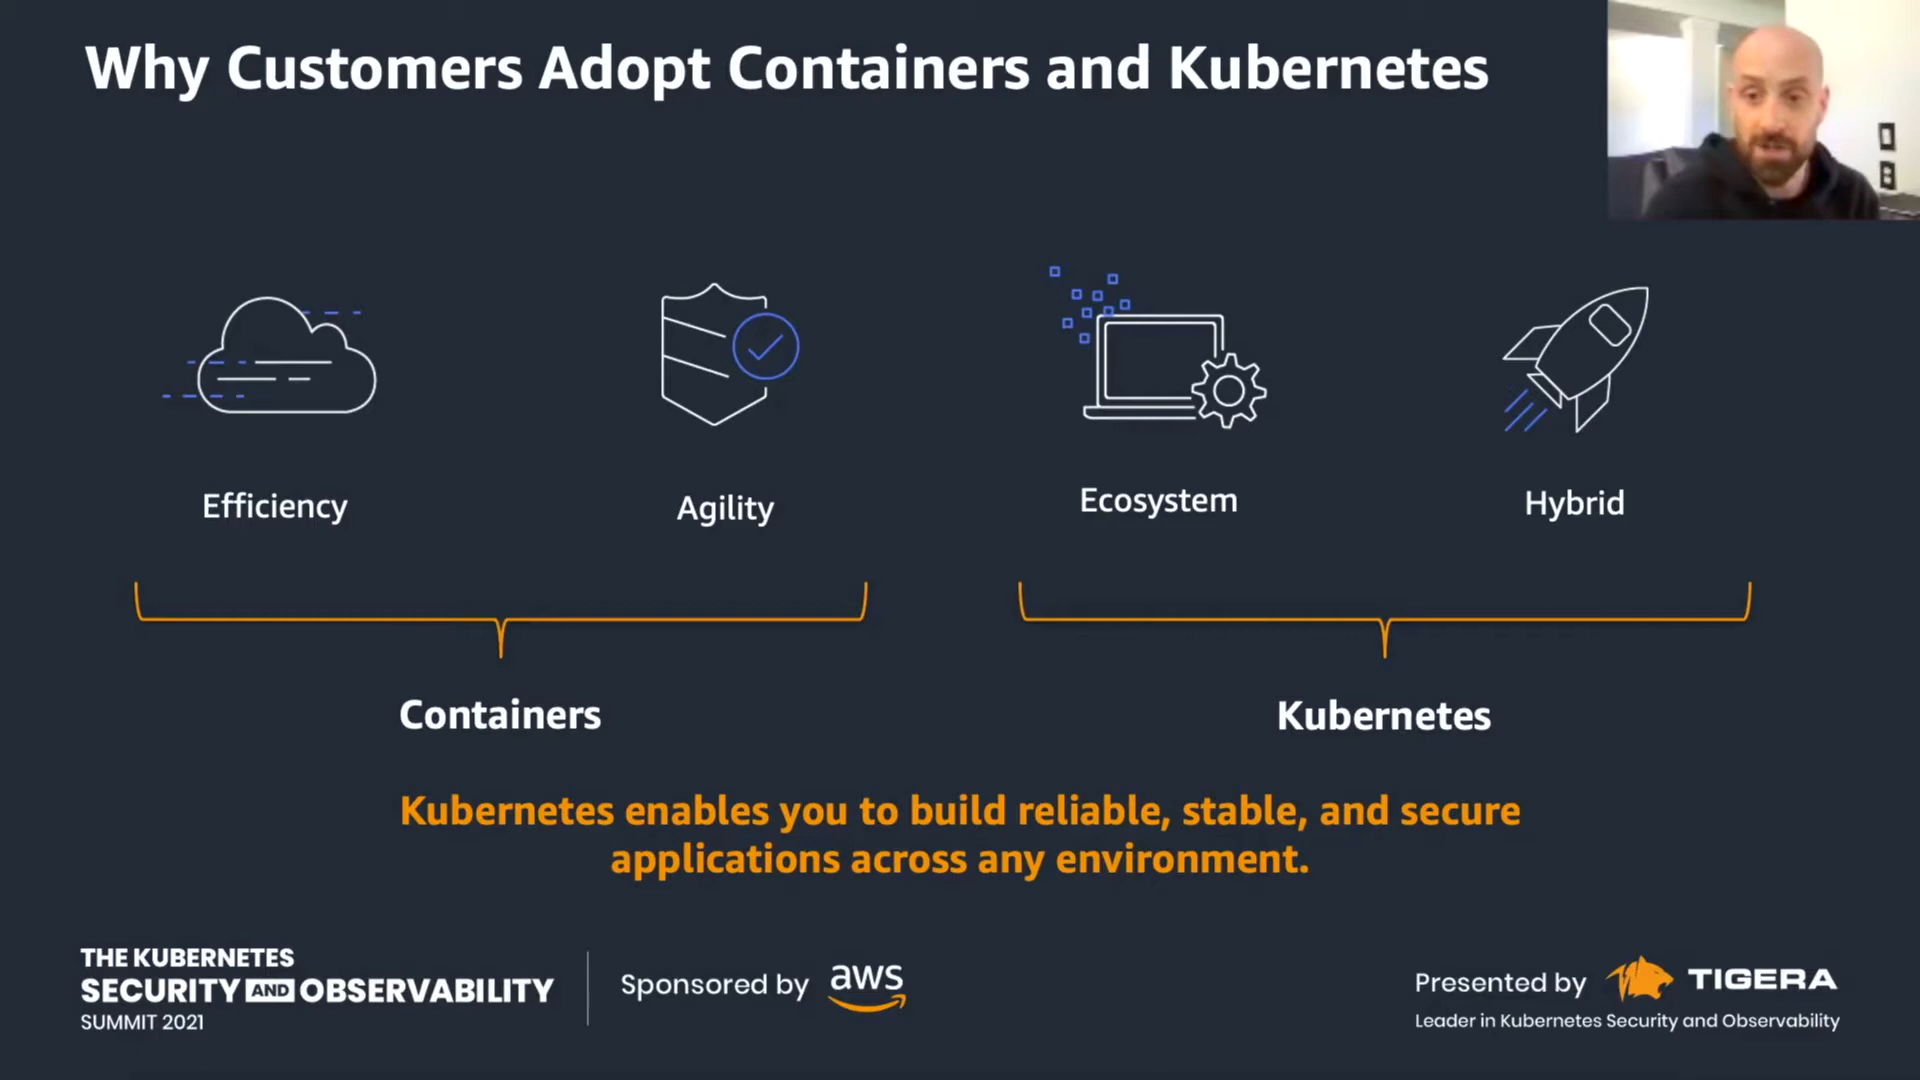 Why Customers Adopt Containers and Kubernetes
Efficiency
Agility
Ecosystem
Hybrid
Containers
Kubernetes
Kubernetes enables you to build reliable, stable, and secure
applications across any environment.
THE KUBERNETES
SECURITY AND OBSERVABILITY
SUMMIT 2021
Sponsored by aws
Presented by TIGERA
Leader in Kubernetes Security and Observability